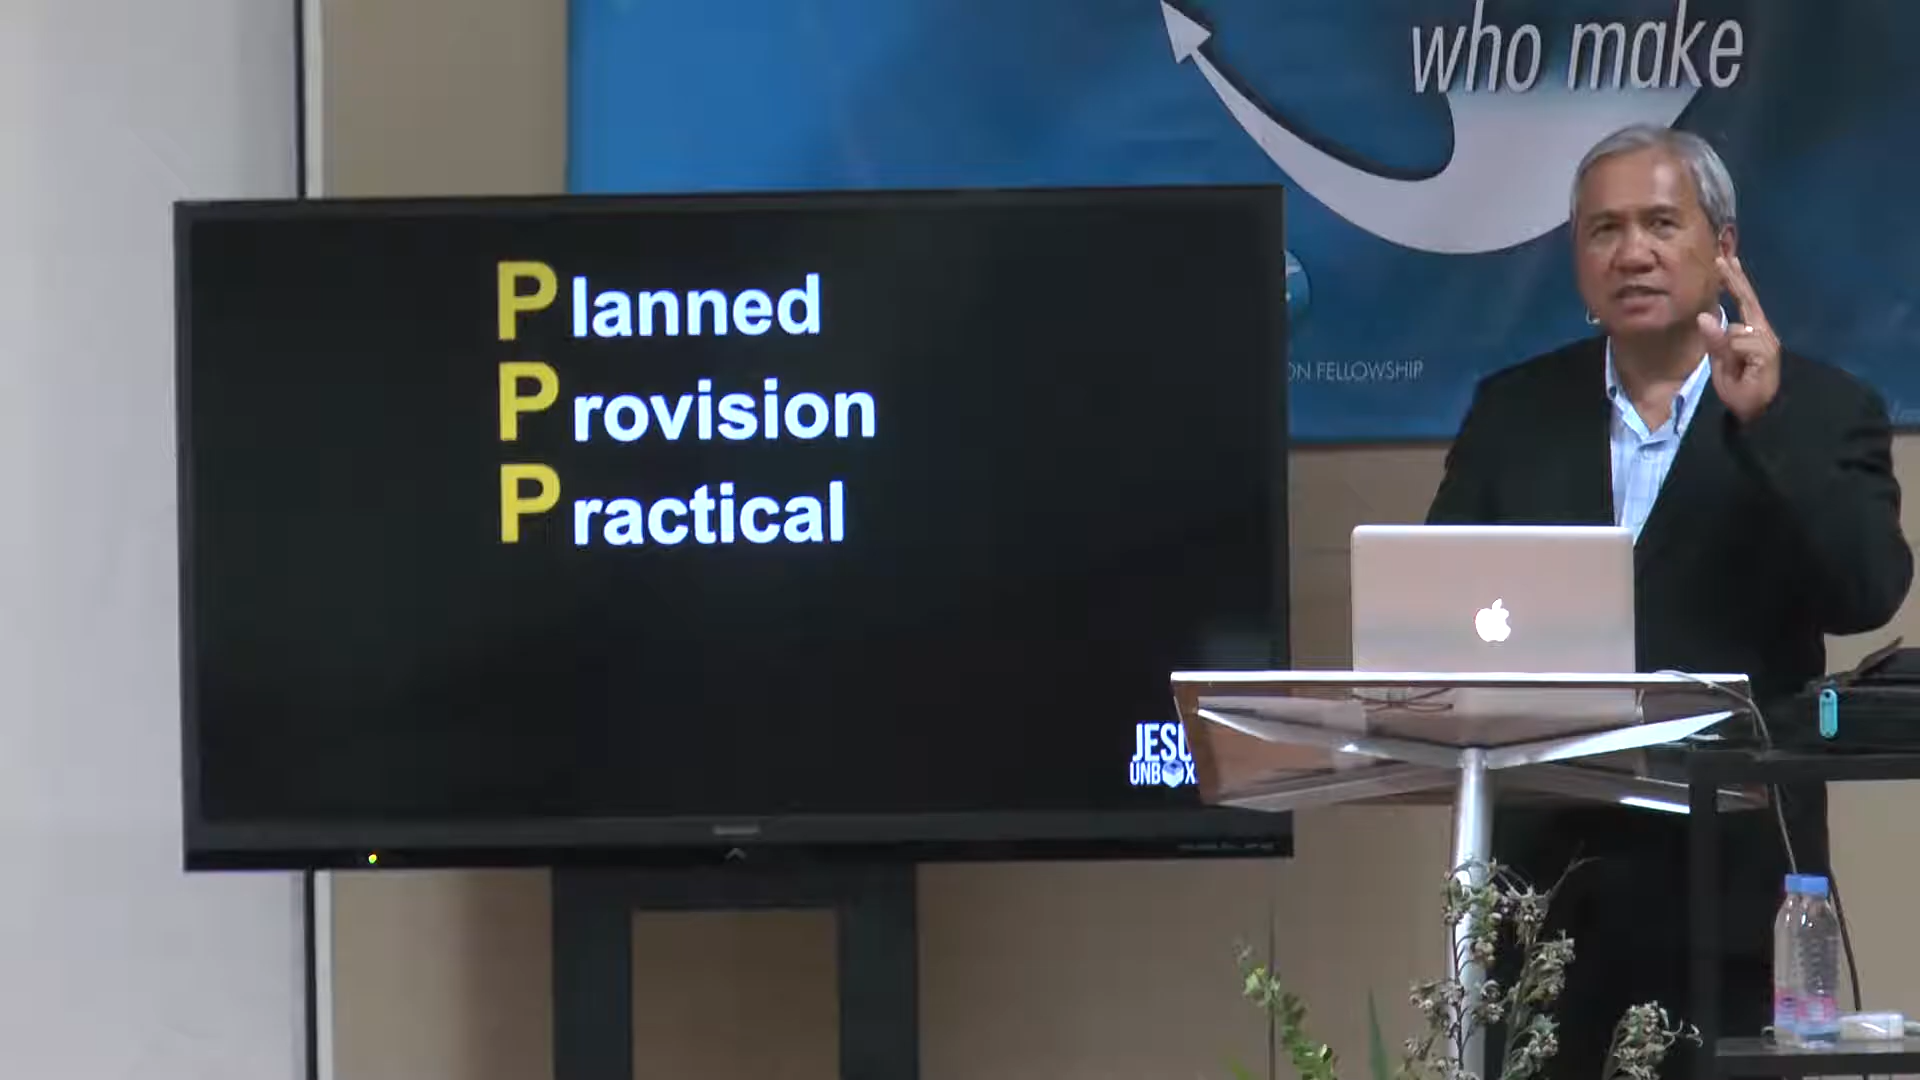 who make
Planned
Provision
Practical
ON FELLOWSHIP
JESU
UNBOX